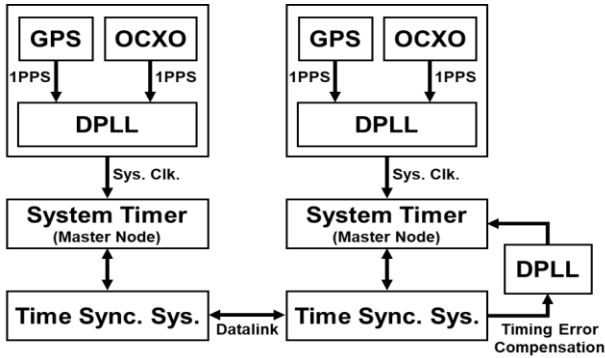 GPS
OCXO
1PPS
1PPS
DPLL
Sys. Clk.
System Timer
(Master Node)
Time Sync. Sys.
Datalink
GPS
OCXO
1PPS
1PPS
DPLL
Sys. Clk.
System Timer
(Master Node)
Time Sync. Sys.
DPLL
Timing Error
Compensation